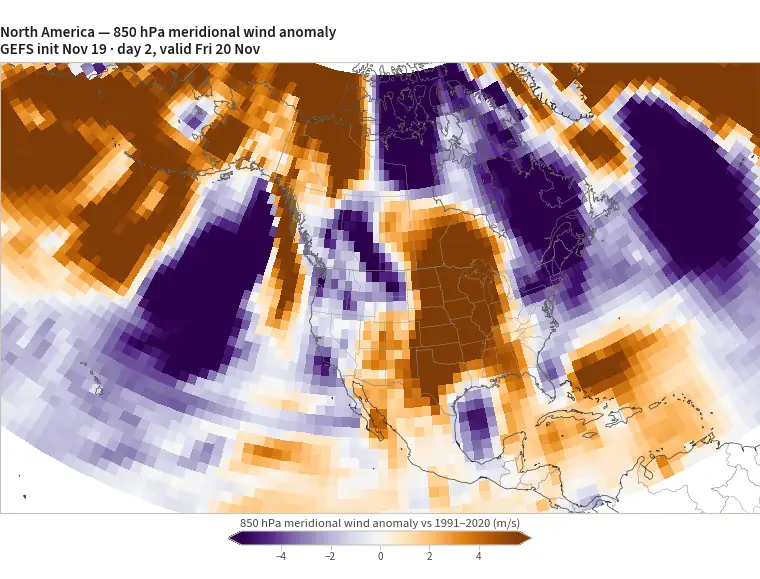 North America — 850 hPa meridional wind anomaly
GEFS init Nov 19 · day 2, valid Fri 20 Nov
850 hPa meridional wind anomaly vs 1991–2020 (m/s)
−4 −2 0 2 4